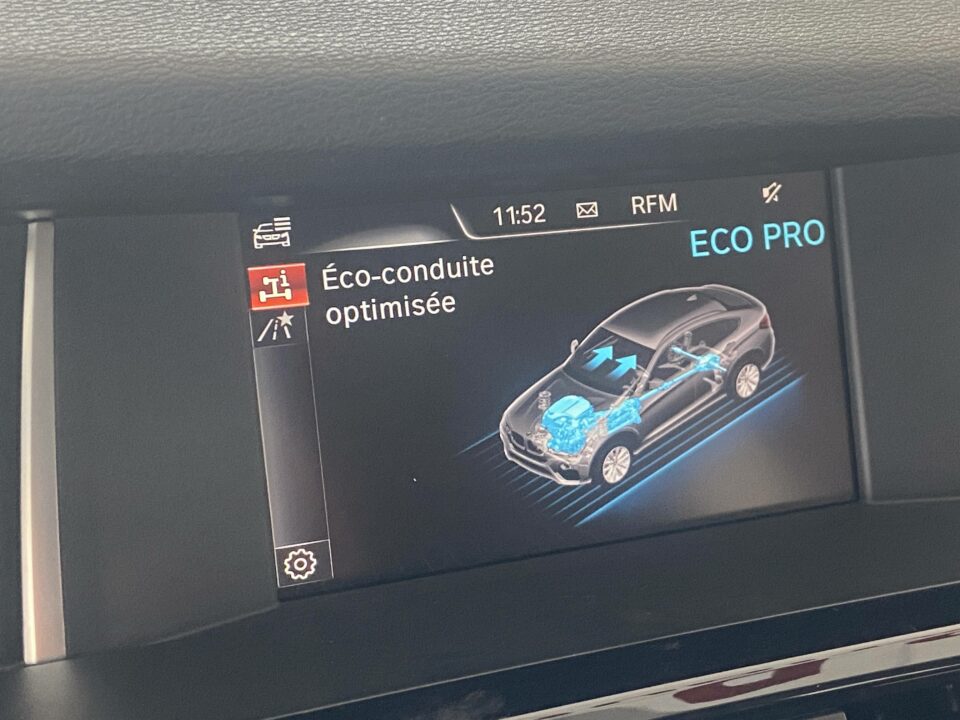 11:52 RFM
ECO PRO
Éco-conduite
optimisée